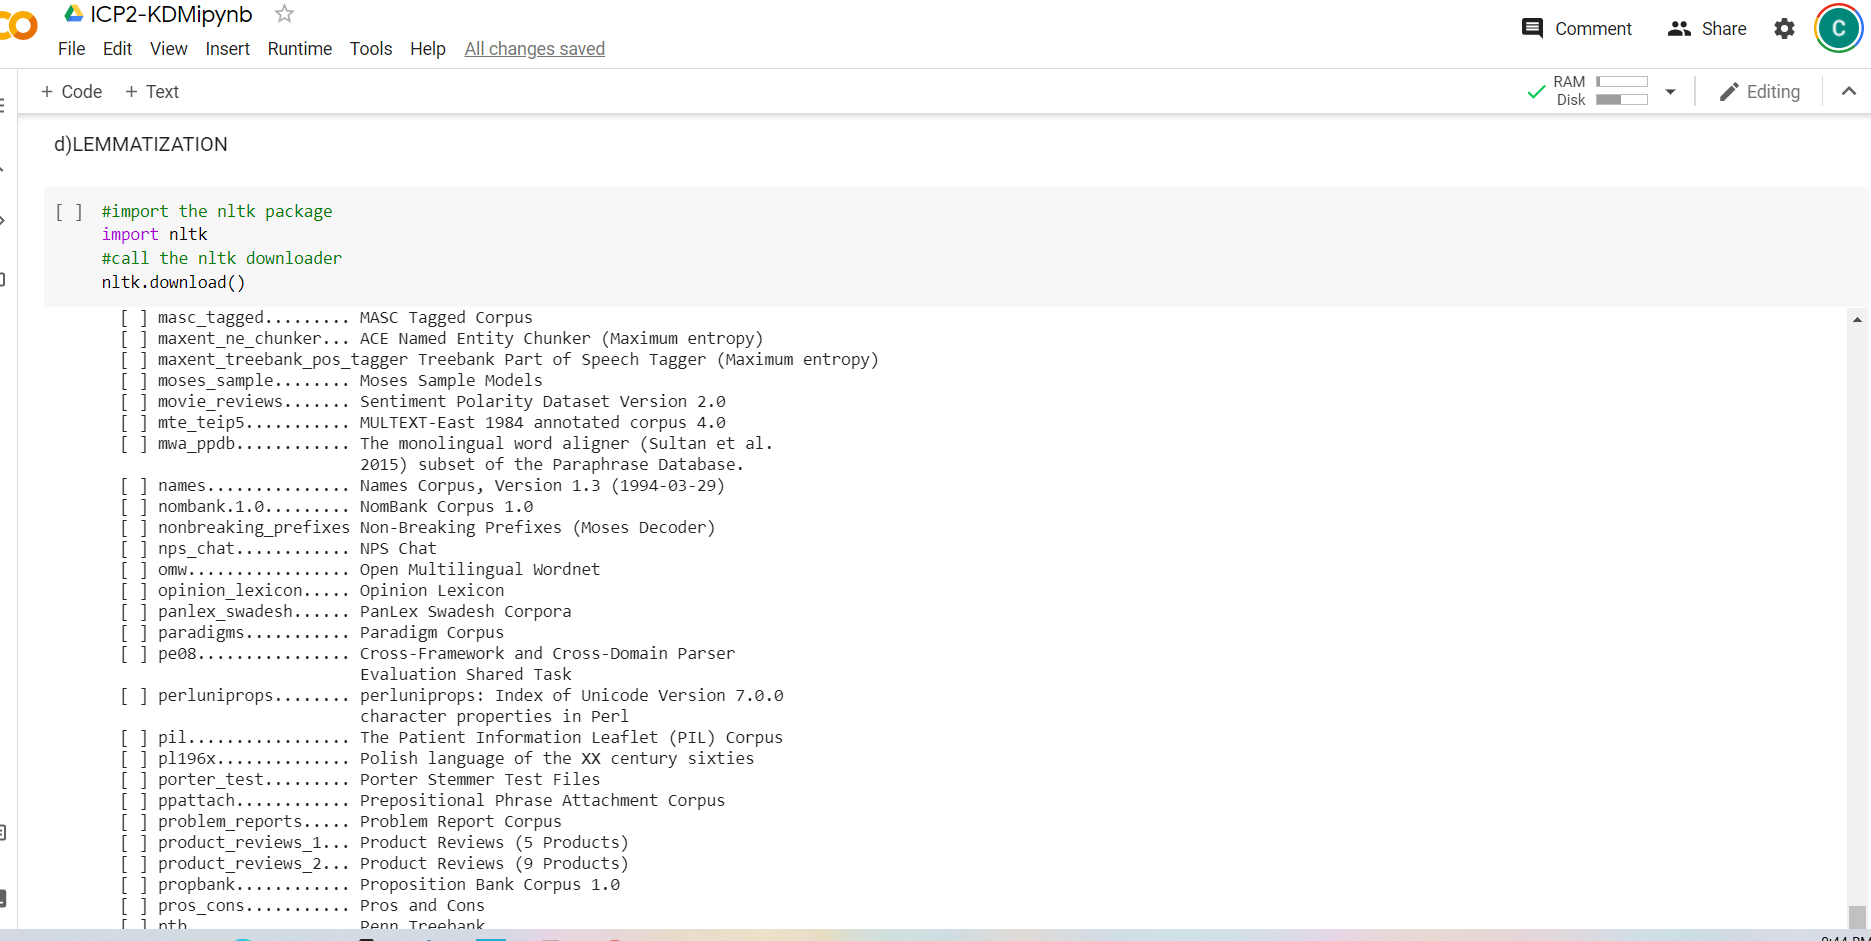 ICP2-KDMipynb
File Edit View Insert Runtime Tools Help All changes saved
Comment Share C
+ Code + Text
RAM
Disk
Editing
d)LEMMATIZATION
[ ] #import the nltk package
import nltk
#call the nltk downloader
nltk.download()
[ ] masc_tagged......... MASC Tagged Corpus
[ ] maxent_ne_chunker... ACE Named Entity Chunker (Maximum entropy)
[ ] maxent_treebank_pos_tagger Treebank Part of Speech Tagger (Maximum entropy)
[ ] moses_sample........ Moses Sample Models
[ ] movie_reviews....... Sentiment Polarity Dataset Version 2.0
[ ] mte_teip5........... MULTEXT-East 1984 annotated corpus 4.0
[ ] mwa_ppdb............ The monolingual word aligner (Sultan et al.
2015) subset of the Paraphrase Database.
[ ] names............... Names Corpus, Version 1.3 (1994-03-29)
[ ] nombank.1.0......... NomBank Corpus 1.0
[ ] nonbreaking_prefixes Non-Breaking Prefixes (Moses Decoder)
[ ] nps_chat............ NPS Chat
[ ] omw................. Open Multilingual Wordnet
[ ] opinion_lexicon..... Opinion Lexicon
[ ] panlex_swadesh...... PanLex Swadesh Corpora
[ ] paradigms........... Paradigm Corpus
[ ] pe08................ Cross-Framework and Cross-Domain Parser
Evaluation Shared Task
[ ] perluniprops........ perluniprops: Index of Unicode Version 7.0.0
character properties in Perl
[ ] pil................. The Patient Information Leaflet (PIL) Corpus
[ ] pl196x.............. Polish language of the XX century sixties
[ ] porter_test......... Porter Stemmer Test Files
[ ] ppattach............ Prepositional Phrase Attachment Corpus
[ ] problem_reports..... Problem Report Corpus
[ ] product_reviews_1... Product Reviews (5 Products)
[ ] product_reviews_2... Product Reviews (9 Products)
[ ] propbank............ Proposition Bank Corpus 1.0
[ ] pros_cons........... Pros and Cons
[ ] ptb Penn Treebank